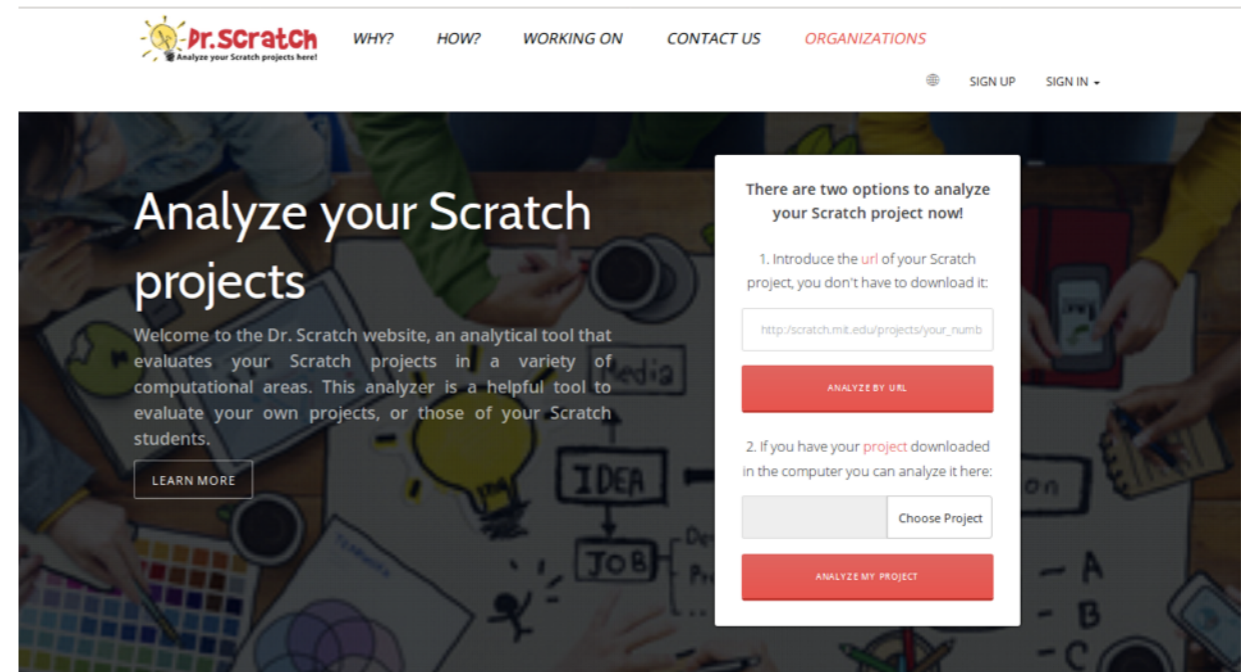 Dr.Scratch
Analyze your Scratch projects here!
WHY? HOW? WORKING ON CONTACT US ORGANIZATIONS
SIGN UP SIGN IN
Analyze your Scratch
projects
Welcome to the Dr. Scratch website, an analytical tool that
evaluates your Scratch projects in a variety of
computational areas. This analyzer is a helpful tool to
evaluate your own projects, or those of your Scratch
students.
LEARN MORE
There are two options to analyze
your Scratch project now!
1. Introduce the url of your Scratch
project, you don't have to download it:
http:/scratch.mit.edu/projects/your_numb
ANALYZE BY URL
2. If you have your project downloaded
in the computer you can analyze it here:
Choose Project
ANALYZE MY PROJECT
Media
IDEA
JOB
- A
- B
- C